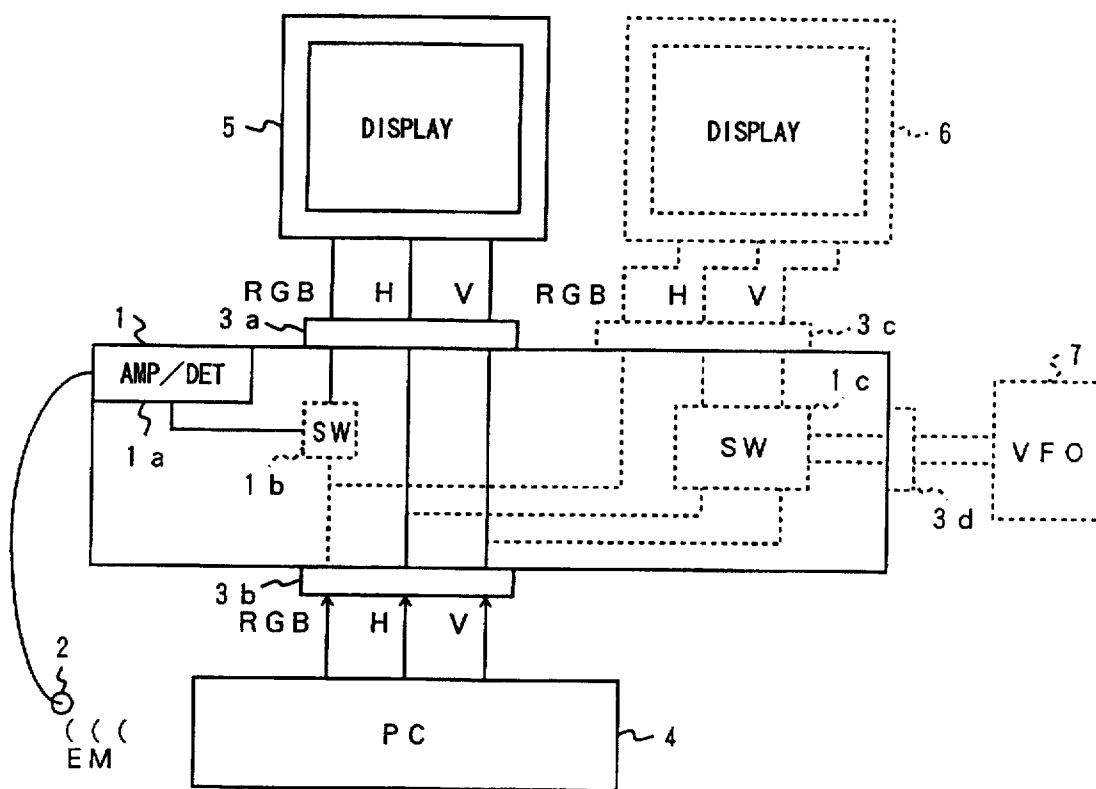 DISPLAY
DISPLAY
5
6
RGB H V
RGB H V
3a
3c
1
AMP/DET
1a
SW
1b
1c
SW
7
VFO
3d
3b
RGB H V
2
EM
PC
4